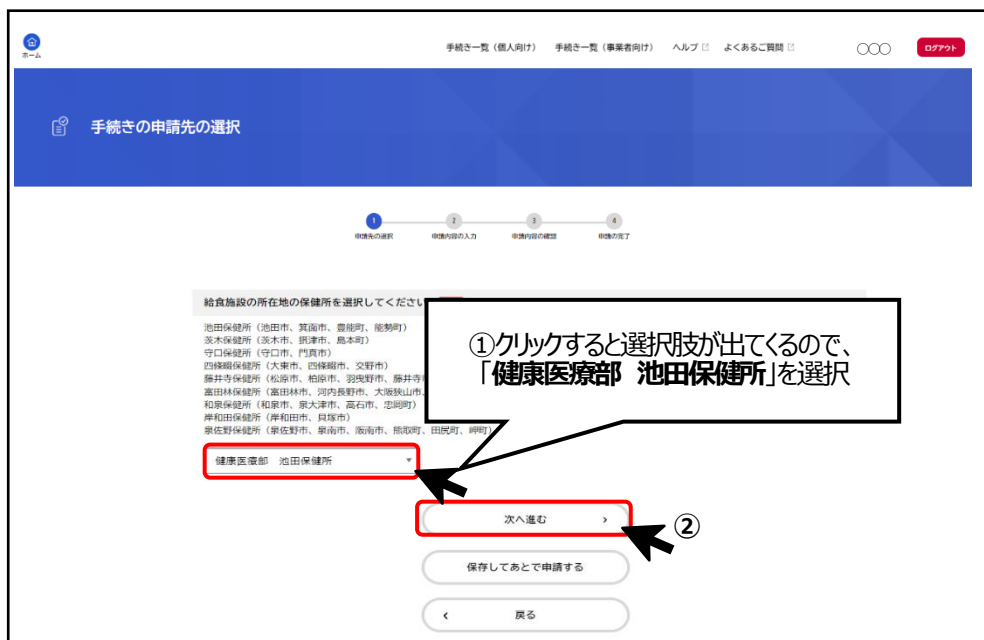 ホーム
手続き一覧（個人向け） 手続き一覧（事業者向け） ヘルプ よくあるご質問 〇〇〇 ログアウト
手続きの申請先の選択
1 2 3 4
申請先の選択 申請内容の入力 申請内容の確認 申請の完了
給食施設の所在地の保健所を選択してください
池田保健所（池田市、箕面市、豊能町、能勢町）
茨木保健所（茨木市、摂津市、島本町）
守口保健所（守口市、門真市）
四條畷保健所（大東市、四條畷市、交野市）
藤井寺保健所（松原市、柏原市、羽曳野市、藤井寺
富田林保健所（富田林市、河内長野市、大阪狭山市、
和泉保健所（和泉市、泉大津市、高石市、忠岡町）
岸和田保健所（岸和田市、貝塚市）
泉佐野保健所（泉佐野市、泉南市、阪南市、熊取町、田尻町、岬町）
①クリックすると選択肢が出てくるので、
「健康医療部 池田保健所」を選択
健康医療部 池田保健所
次へ進む
②
保存してあとで申請する
戻る